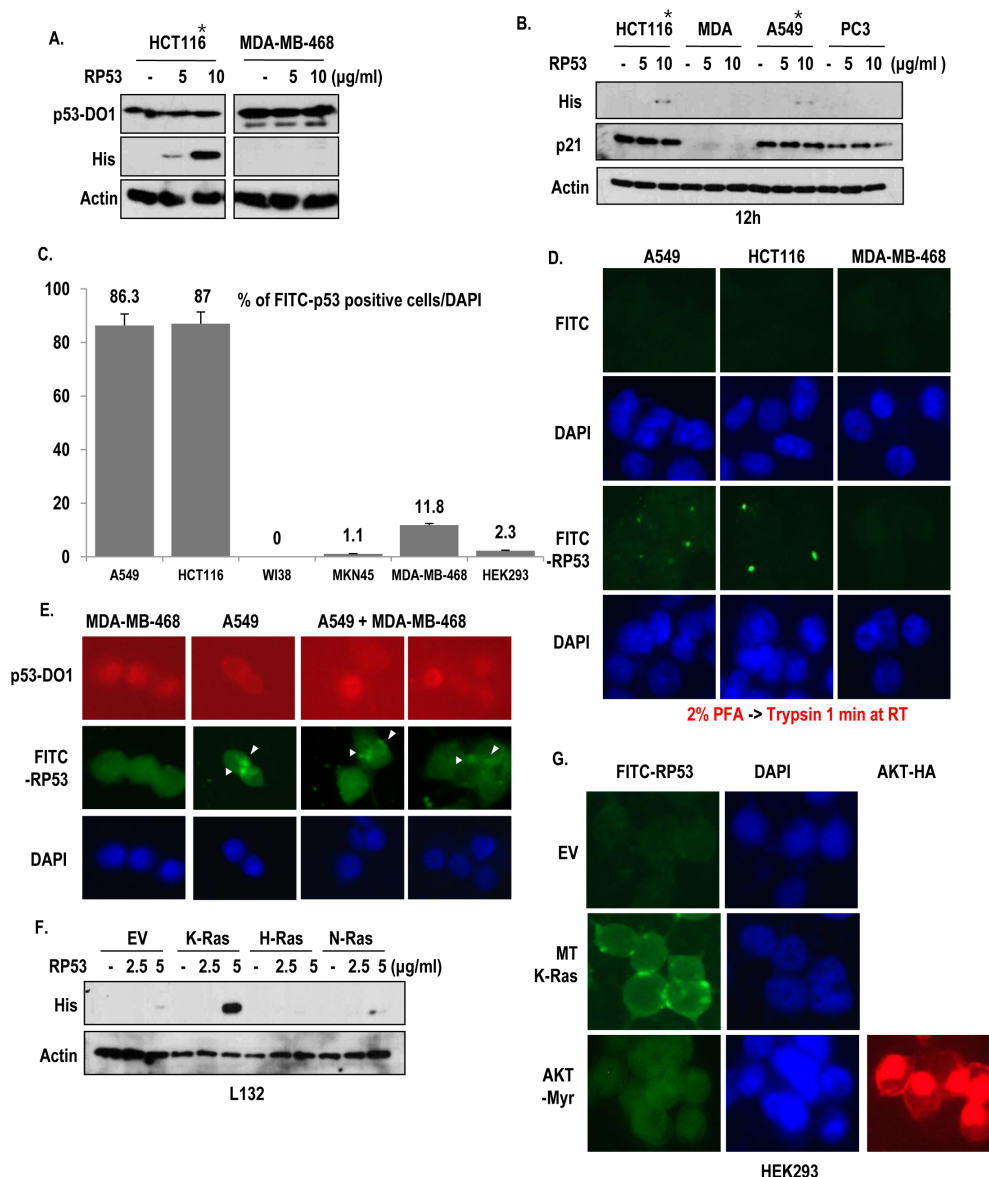 A.
HCT116*
MDA-MB-468
RP53 - 5 10 - 5 10 (µg/ml)
p53-DO1
His
Actin
B.
HCT116* MDA A549* PC3
RP53 - 5 10 - 5 10 - 5 10 - 5 10 (µg/ml )
His
p21
Actin
12h
C.
% of FITC-p53 positive cells/DAPI
100
80
60
40
20
0
86.3
87
0
1.1
11.8
2.3
A549 HCT116 WI38 MKN45 MDA-MB-468 HEK293
D.
A549 HCT116 MDA-MB-468
FITC
DAPI
FITC
-RP53
DAPI
2% PFA -> Trypsin 1 min at RT
E.
MDA-MB-468 A549 A549 + MDA-MB-468
p53-DO1
FITC
-RP53
DAPI
F.
EV K-Ras H-Ras N-Ras
RP53 - 2.5 5 - 2.5 5 - 2.5 5 - 2.5 5 (µg/ml)
His
Actin
L132
G.
FITC-RP53 DAPI AKT-HA
EV
MT
K-Ras
AKT
-Myr
HEK293